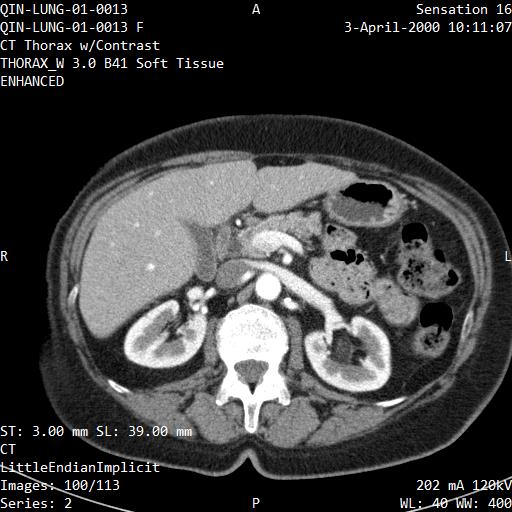 QIN-LUNG-01-0013
A
Sensation 16
QIN-LUNG-01-0013 F
3-April-2000 10:11:07
CT Thorax w/Contrast
THORAX_W 3.0 B41 Soft Tissue
ENHANCED
R
L
ST: 3.00 mm SL: 39.00 mm
CT
LittleEndianImplicit
Images: 100/113
202 mA 120kV
Series: 2
P
WL: 40 WW: 400